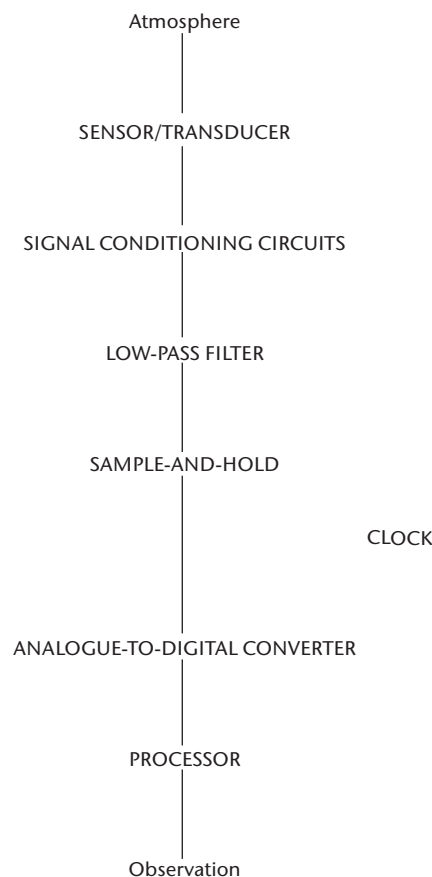 Atmosphere
SENSOR/TRANSDUCER
SIGNAL CONDITIONING CIRCUITS
LOW-PASS FILTER
SAMPLE-AND-HOLD
CLOCK
ANALOGUE-TO-DIGITAL CONVERTER
PROCESSOR
Observation